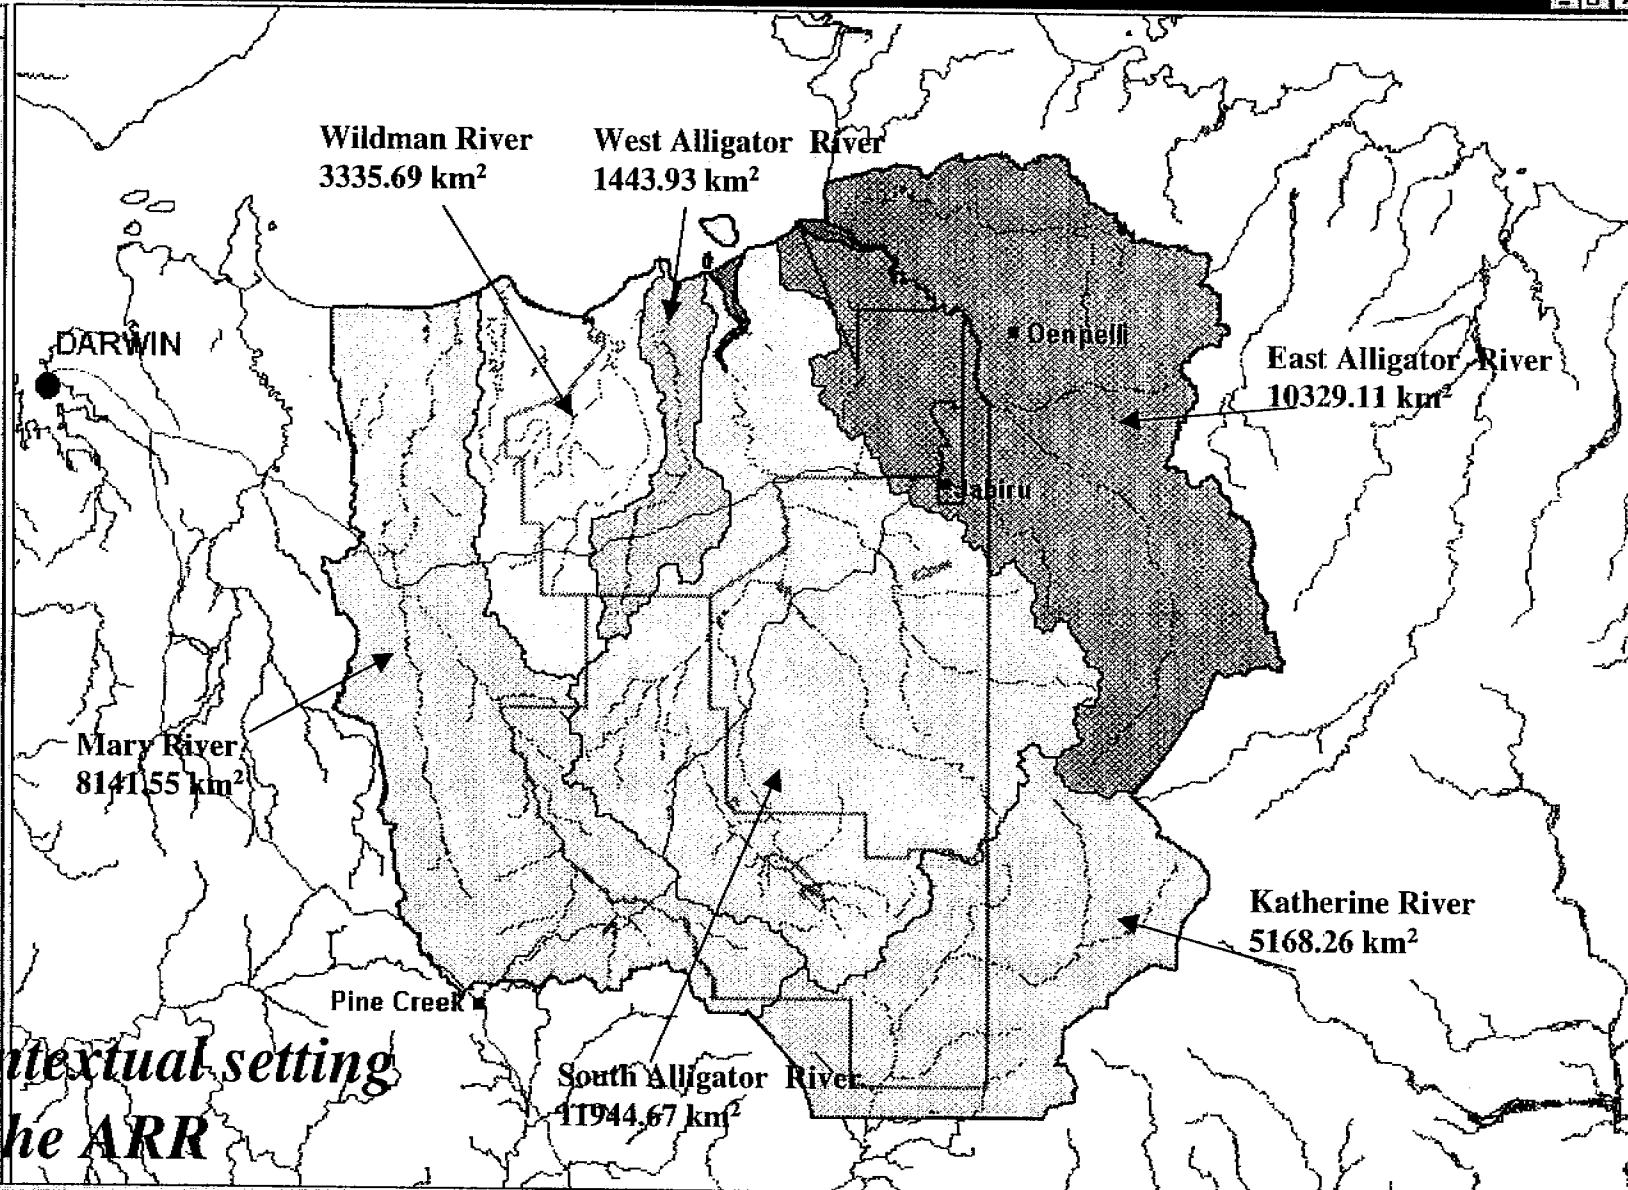 Wildman River
3335.69 km²
West Alligator River
1443.93 km²
DARWIN
Oenpelli
East Alligator River
10329.11 km²
Jabiru
Mary River
8141.55 km²
Katherine River
5168.26 km²
Pine Creek
South Alligator River
11944.67 km²
ntextual setting
he ARR